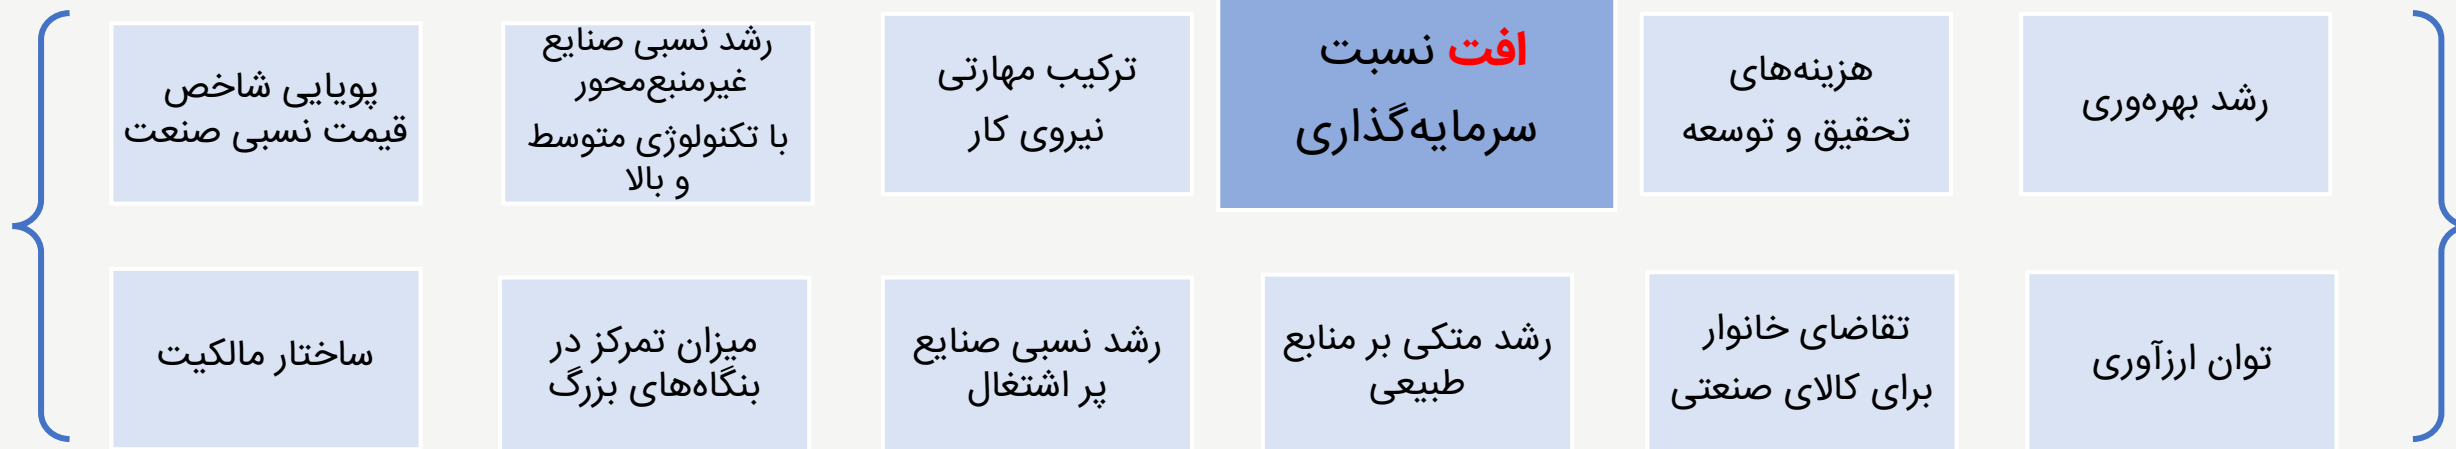 رشد بهره‌وری
هزینه‌های
تحقیق و توسعه
افت نسبت
سرمایه‌گذاری
ترکیب مهارتی
نیروی کار
رشد نسبی صنایع
غیرمنبع‌محور
با تکنولوژی متوسط
و بالا
پویایی شاخص
قیمت نسبی صنعت
توان ارزآوری
تقاضای خانوار
برای کالای صنعتی
رشد متکی بر منابع
طبیعی
رشد نسبی صنایع
پر اشتغال
میزان تمرکز در
بنگاه‌های بزرگ
ساختار مالکیت